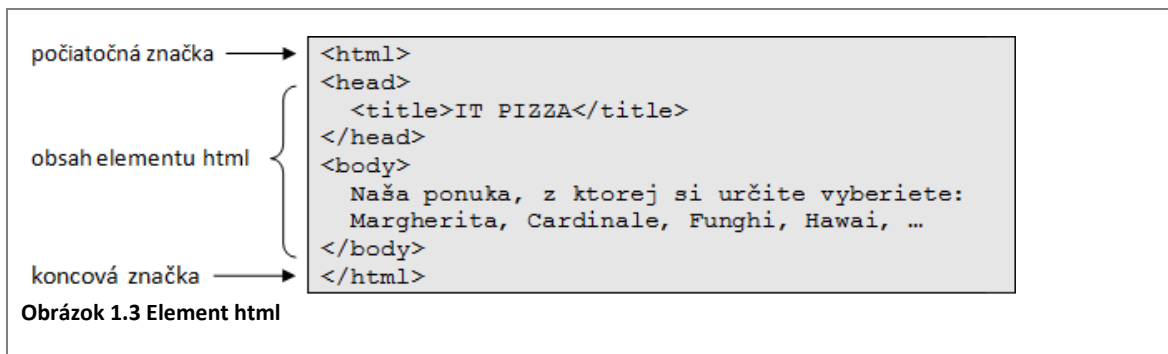 počiatočná značka
<html>
<head>
<title>IT PIZZA</title>
</head>
obsah elementu html
<body>
Naša ponuka, z ktorej si určite vyberiete:
Margherita, Cardinale, Funghi, Hawai, …
</body>
koncová značka
</html>
Obrázok 1.3 Element html